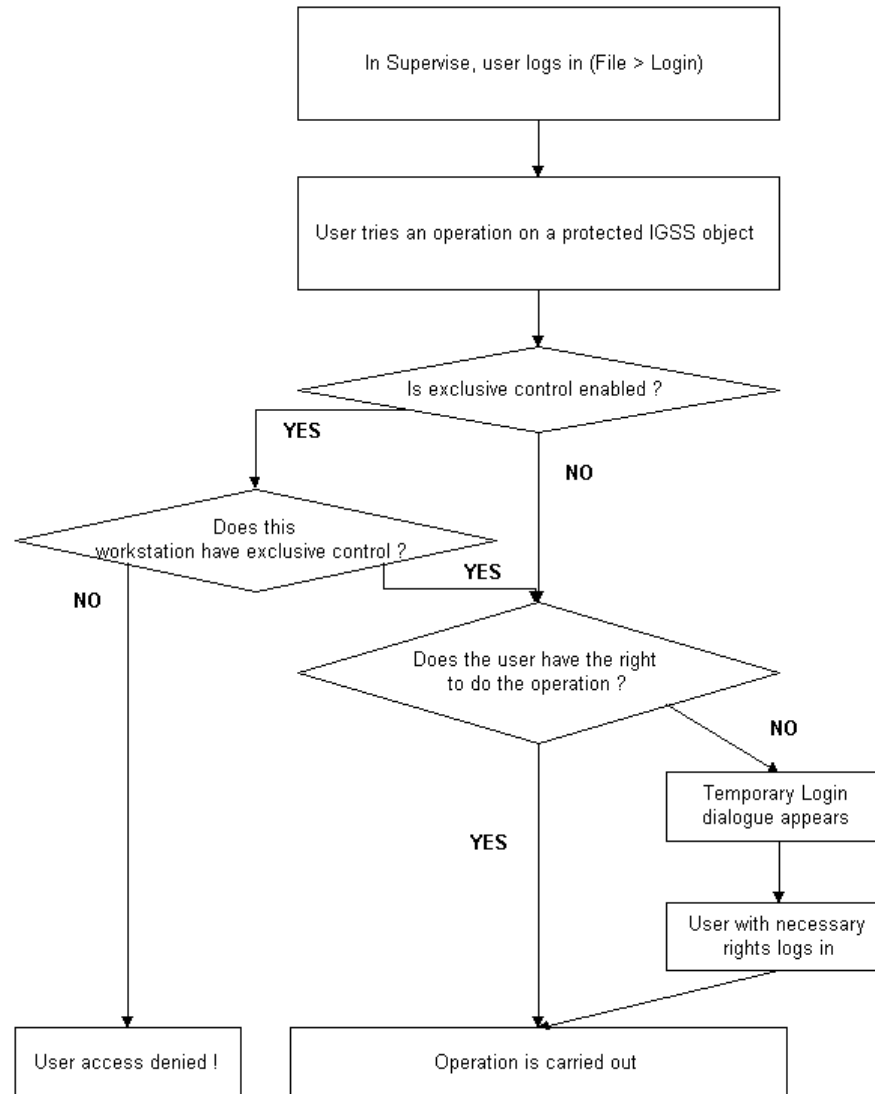 In Supervise, user logs in (File > Login)
User tries an operation on a protected IGSS object
Is exclusive control enabled ?
YES
NO
Does this
workstation have exclusive control ?
YES
NO
Does the user have the right
to do the operation ?
NO
Temporary Login
dialogue appears
YES
User with necessary
rights logs in
User access denied !
Operation is carried out